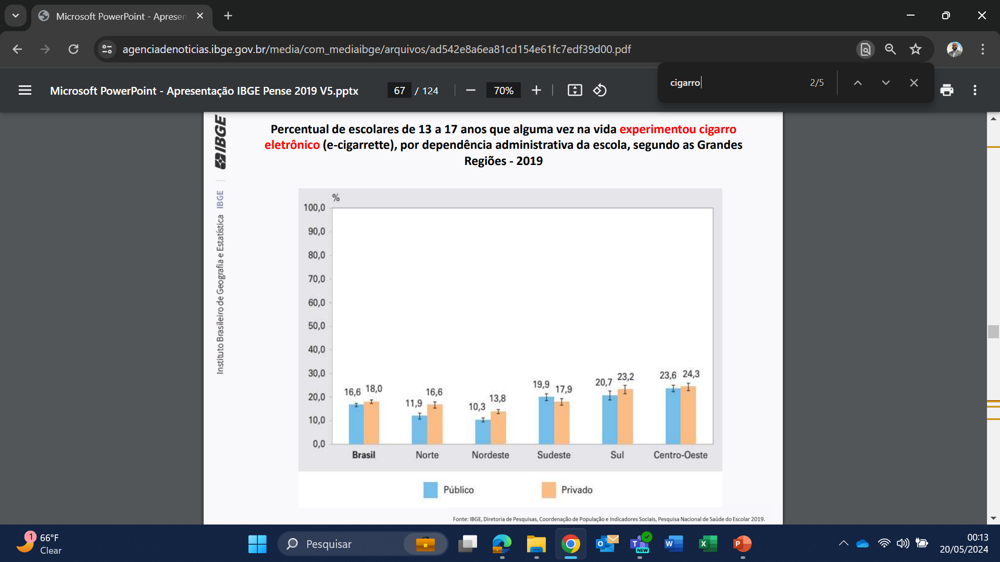 Microsoft PowerPoint - Apresen
agenciadenoticias.ibge.gov.br/media/com_mediaibge/arquivos/ad542e8a6ea81cd154e61fc7edf39d00.pdf
cigarro 2/5
Microsoft PowerPoint - Apresentação IBGE Pense 2019 V5.pptx 67 / 124 70%
IBGE
Instituto Brasileiro de Geografia e Estatística IBGE
Percentual de escolares de 13 a 17 anos que alguma vez na vida experimentou cigarro
eletrônico (e-cigarrette), por dependência administrativa da escola, segundo as Grandes
Regiões - 2019
%
100,0
90,0
80,0
70,0
60,0
50,0
40,0
30,0
20,0
10,0
0,0
16,6 18,0
11,9 16,6
10,3 13,8
19,9 17,9
20,7 23,2
23,6 24,3
Brasil Norte Nordeste Sudeste Sul Centro-Oeste
Público Privado
Fonte: IBGE, Diretoria de Pesquisas, Coordenação de População e Indicadores Sociais, Pesquisa Nacional de Saúde do Escolar 2019.
1
66°F
Clear
Pesquisar
NEW
00:13
20/05/2024